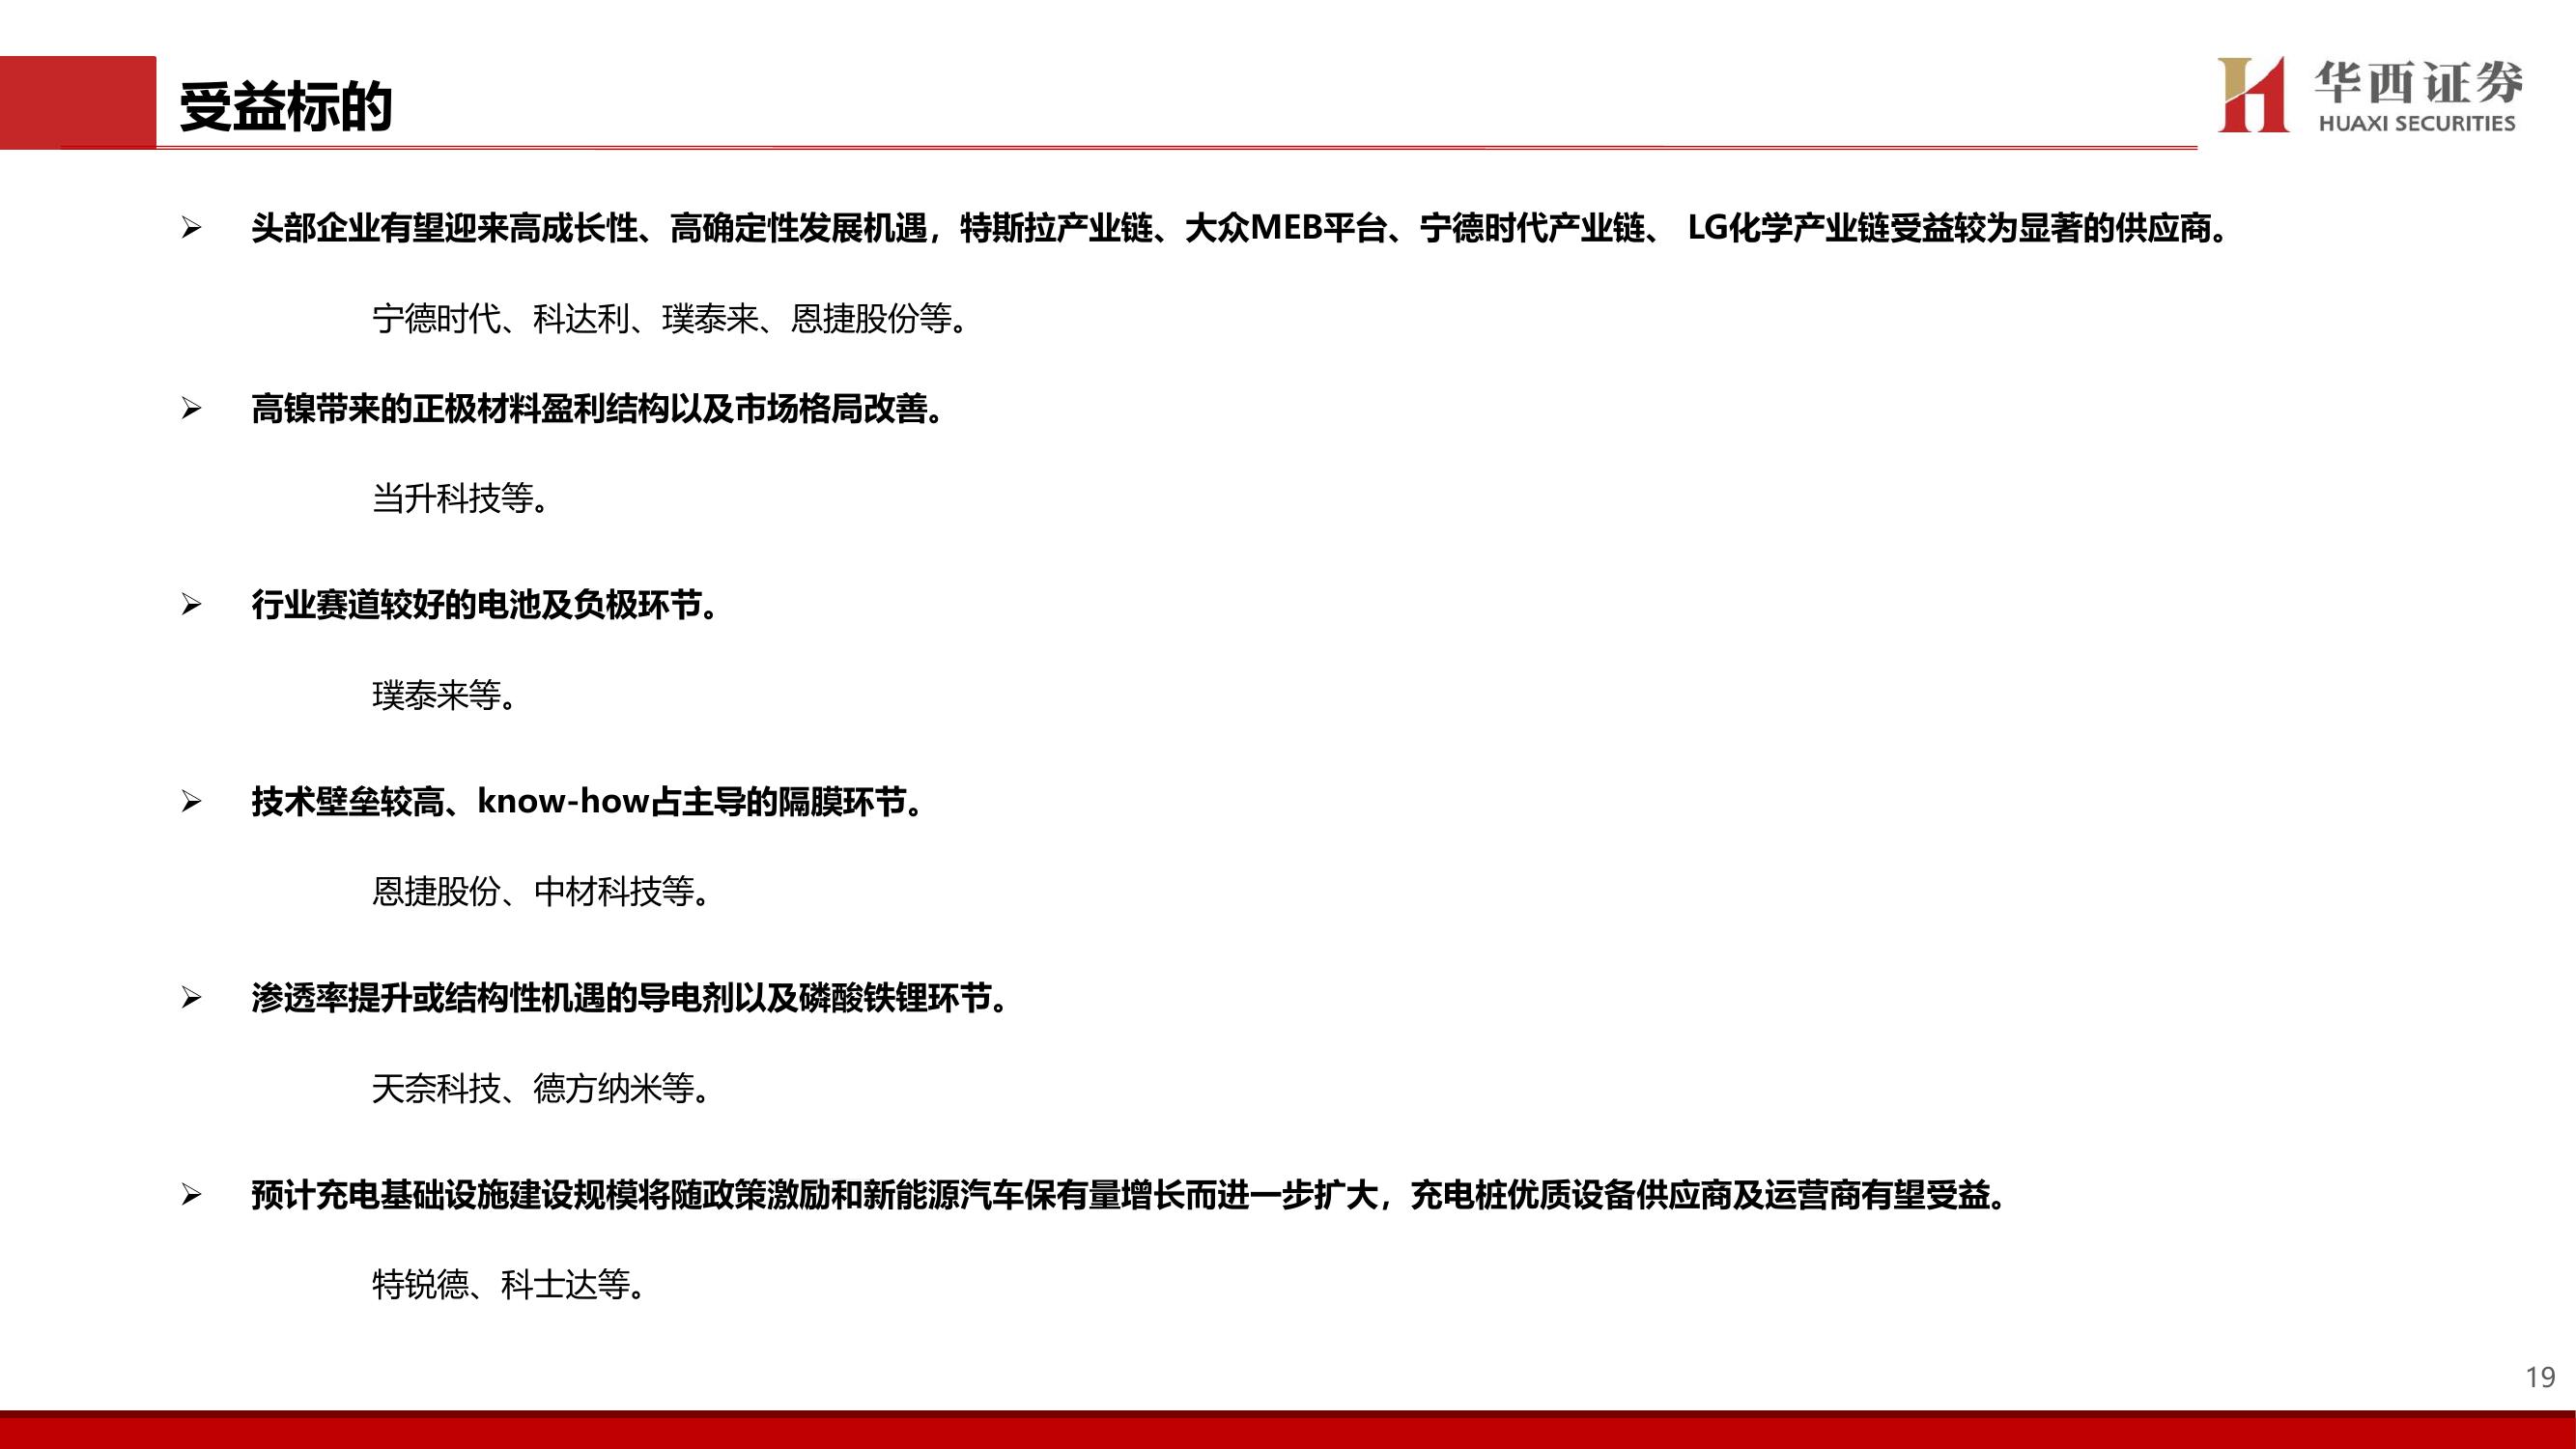 受益标的
华西证券
HUAXI SECURITIES
➢ 头部企业有望迎来高成长性、高确定性发展机遇，特斯拉产业链、大众MEB平台、宁德时代产业链、 LG化学产业链受益较为显著的供应商。
宁德时代、科达利、璞泰来、恩捷股份等。
➢ 高镍带来的正极材料盈利结构以及市场格局改善。
当升科技等。
➢ 行业赛道较好的电池及负极环节。
璞泰来等。
➢ 技术壁垒较高、know-how占主导的隔膜环节。
恩捷股份、中材科技等。
➢ 渗透率提升或结构性机遇的导电剂以及磷酸铁锂环节。
天奈科技、德方纳米等。
➢ 预计充电基础设施建设规模将随政策激励和新能源汽车保有量增长而进一步扩大，充电桩优质设备供应商及运营商有望受益。
特锐德、科士达等。
19